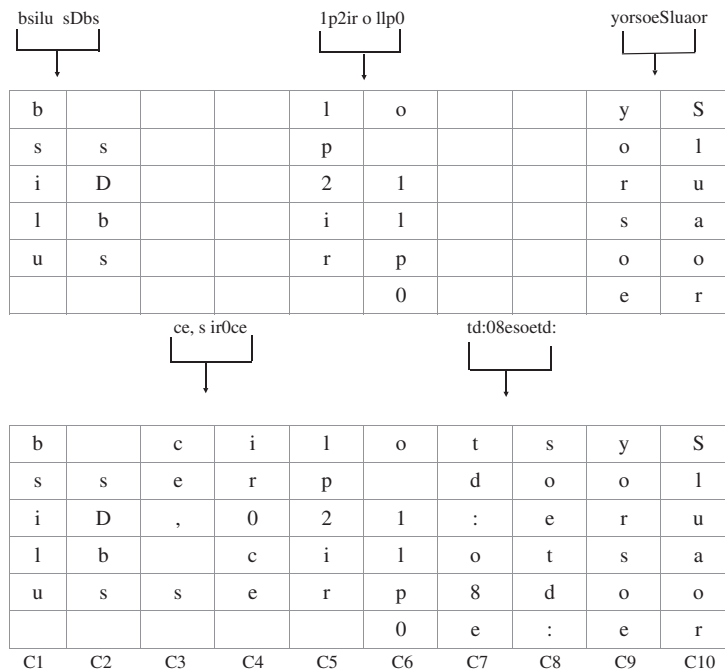 bsilu  sDbs 1p2ir o llp0 yorsoeSluaor
b l o y S
s s p o l
i D 2 1 r u
l b i l s a
u s r p o o
0 e r
ce, s ir0ce td:08esoetd:
b c i l o t s y S
s s e r p d o o l
i D , 0 2 1 : e r u
l b c i l o t s a
u s s e r p 8 d o o
0 e : e r
C1 C2 C3 C4 C5 C6 C7 C8 C9 C10